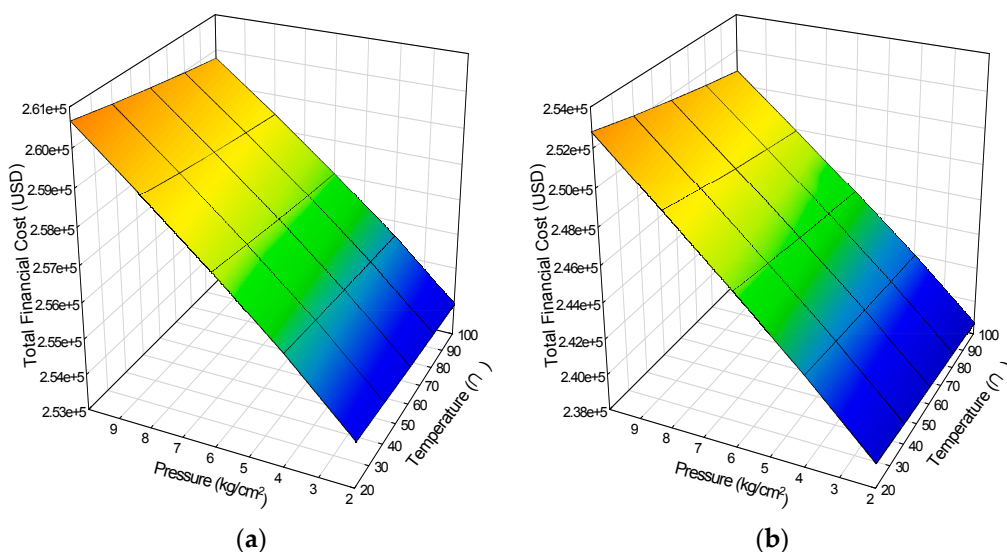 2.61e+5
2.60e+5
2.59e+5
2.58e+5
2.57e+5
2.56e+5
2.55e+5
2.54e+5
2.53e+5
Total Financial Cost (USD)
9
8
7
6
5
4
3
2
Pressure (kg/cm2)
20
30
40
50
60
70
80
90
100
Temperature (
(a)
2.54e+5
2.52e+5
2.50e+5
2.48e+5
2.46e+5
2.44e+5
2.42e+5
2.40e+5
2.38e+5
Total Financial Cost (USD)
9
8
7
6
5
4
3
2
Pressure (kg/cm2)
20
30
40
50
60
70
80
90
100
Temperature (
(b)